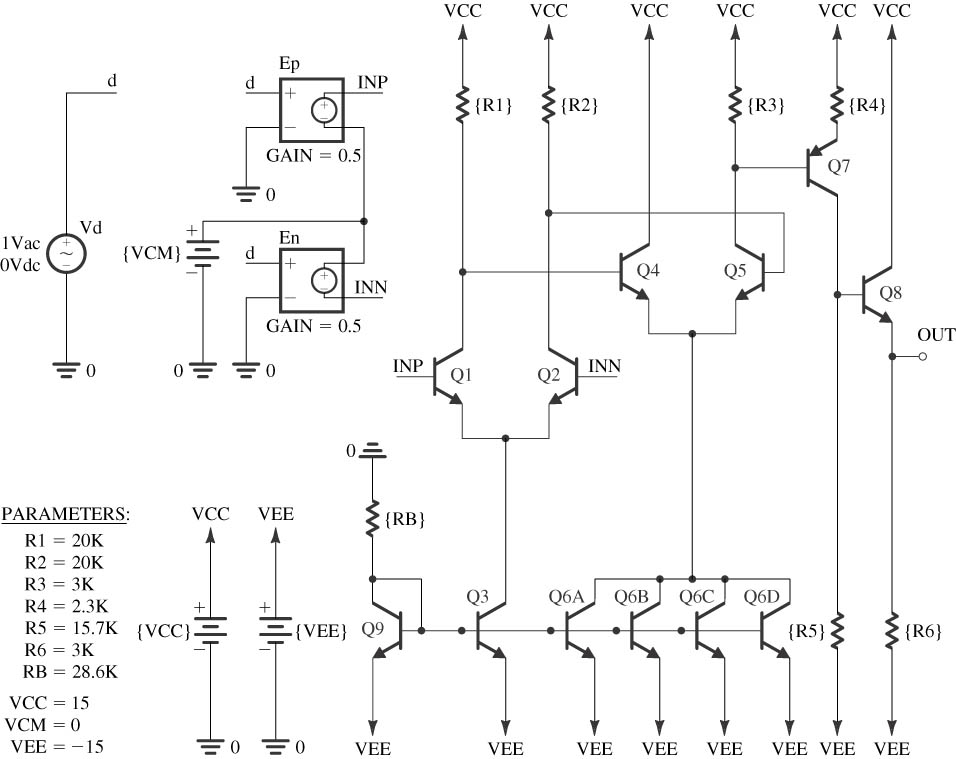 VCC VCC VCC VCC VCC VCC
d
Ep
d INP
{R1} {R2} {R3} {R4}
+
−
+
−
GAIN = 0.5
Q7
0
1Vac
0Vdc
+
~
−
Vd
{VCM}
+
−
En
d
+
−
+
−
INN
GAIN = 0.5
Q4 Q5
Q8
OUT
0 0 0
INP Q1 Q2 INN
0
{RB}
PARAMETERS:
R1 = 20K
R2 = 20K
R3 = 3K
R4 = 2.3K
R5 = 15.7K
R6 = 3K
RB = 28.6K
VCC = 15
VCM = 0
VEE = −15
VCC VEE
{VCC}
+
−
{VEE}
+
−
0 0
Q9 Q3 Q6A Q6B Q6C Q6D
{R5} {R6}
VEE VEE VEE VEE VEE VEE VEE VEE